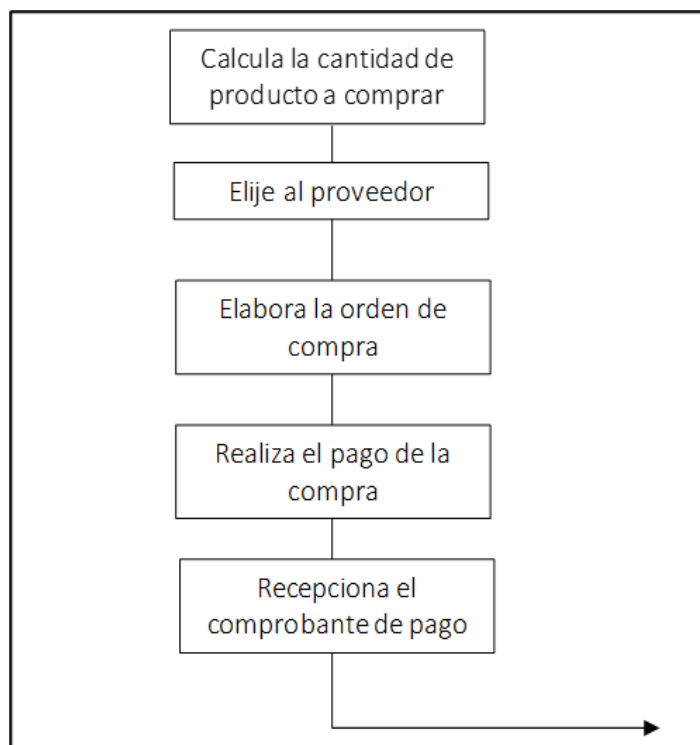 Calcula la cantidad de
producto a comprar
Elije al proveedor
Elabora la orden de
compra
Realiza el pago de la
compra
Recepciona el
comprobante de pago